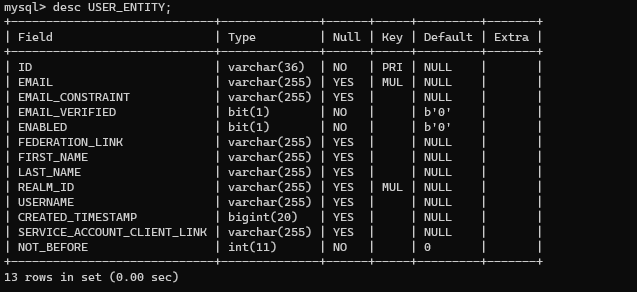 mysql> desc USER_ENTITY;
+-----------------------------+--------------+------+-----+---------+-------+
| Field                       | Type         | Null | Key | Default | Extra |
+-----------------------------+--------------+------+-----+---------+-------+
| ID                          | varchar(36)  | NO   | PRI | NULL    |       |
| EMAIL                       | varchar(255) | YES  | MUL | NULL    |       |
| EMAIL_CONSTRAINT            | varchar(255) | YES  |     | NULL    |       |
| EMAIL_VERIFIED              | bit(1)       | NO   |     | b'0'    |       |
| ENABLED                     | bit(1)       | NO   |     | b'0'    |       |
| FEDERATION_LINK             | varchar(255) | YES  |     | NULL    |       |
| FIRST_NAME                  | varchar(255) | YES  |     | NULL    |       |
| LAST_NAME                   | varchar(255) | YES  |     | NULL    |       |
| REALM_ID                    | varchar(255) | YES  | MUL | NULL    |       |
| USERNAME                    | varchar(255) | YES  |     | NULL    |       |
| CREATED_TIMESTAMP           | bigint(20)   | YES  |     | NULL    |       |
| SERVICE_ACCOUNT_CLIENT_LINK | varchar(255) | YES  |     | NULL    |       |
| NOT_BEFORE                  | int(11)      | NO   |     | 0       |       |
+-----------------------------+--------------+------+-----+---------+-------+
13 rows in set (0.00 sec)